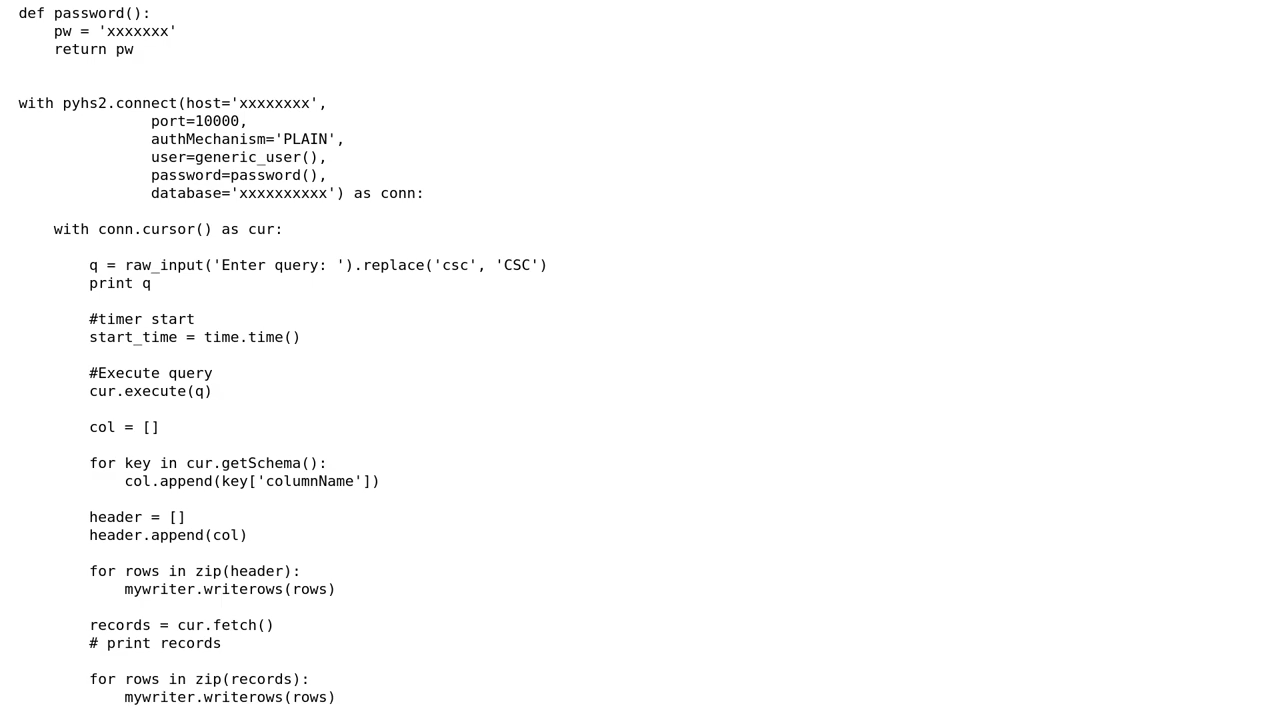 def password():
    pw = 'xxxxxxx'
    return pw
with pyhs2.connect(host='xxxxxxxx',
               port=10000,
               authMechanism='PLAIN',
               user=generic_user(),
               password=password(),
               database='xxxxxxxxxx') as conn:
    with conn.cursor() as cur:
        q = raw_input('Enter query: ').replace('csc', 'CSC')
        print q
        #timer start
        start_time = time.time()
        #Execute query
        cur.execute(q)
        col = []
        for key in cur.getSchema():
            col.append(key['columnName'])
        header = []
        header.append(col)
        for rows in zip(header):
            mywriter.writerows(rows)
        records = cur.fetch()
        # print records
        for rows in zip(records):
            mywriter.writerows(rows)